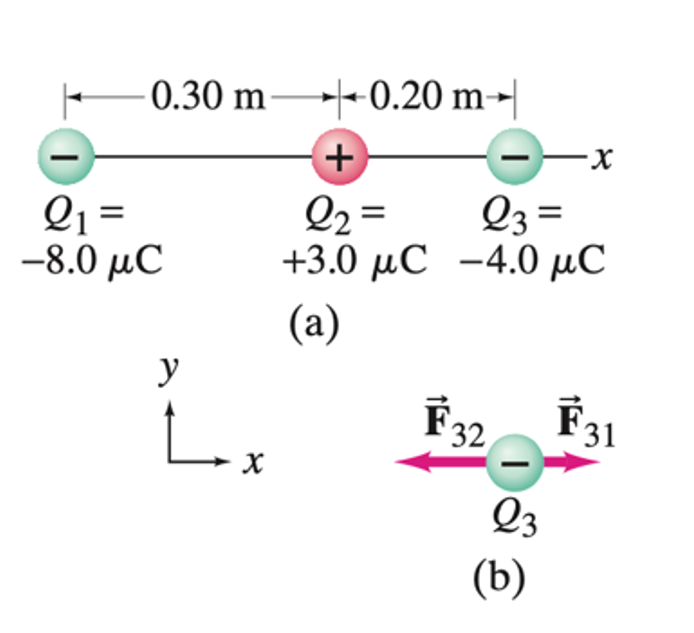 0.30 m 0.20 m
− + − x
Q₁ = Q₂ = Q₃ =
−8.0 μC +3.0 μC −4.0 μC
(a)
y
x
F⃗₃₂ F⃗₃₁
−
Q₃
(b)